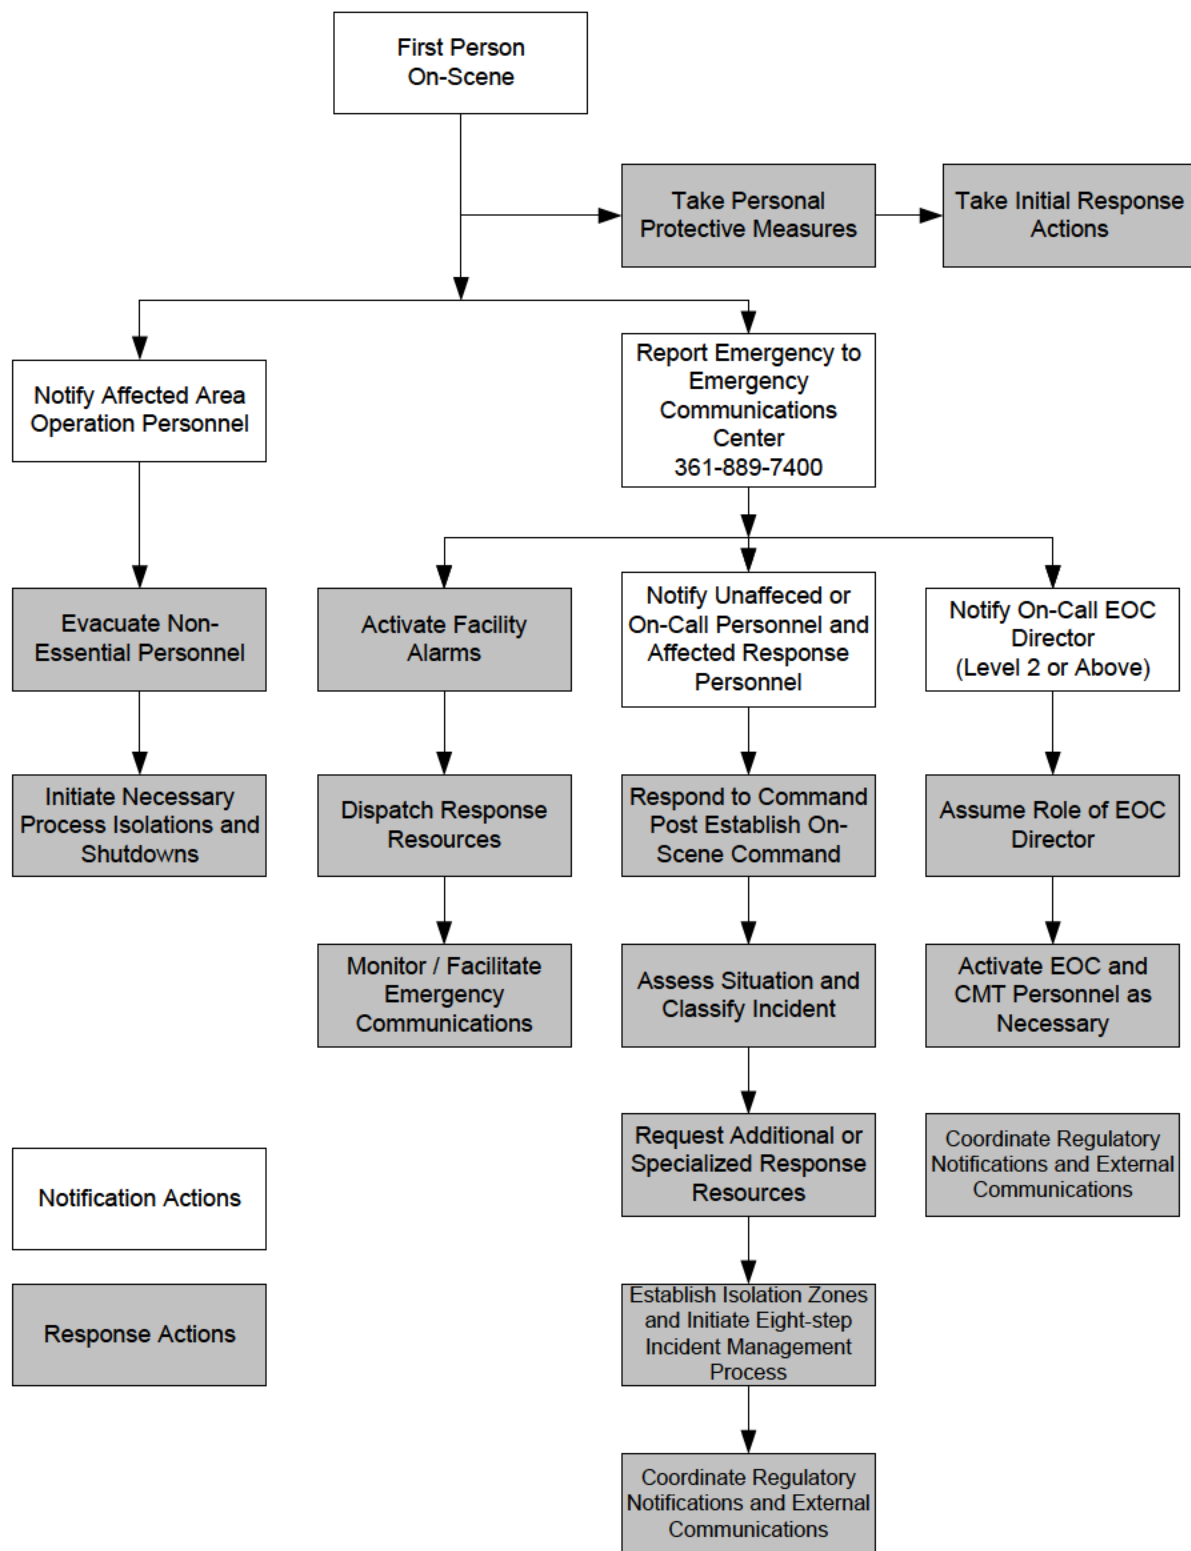 First Person
On-Scene
Take Personal
Protective Measures
Take Initial Response
Actions
Notify Affected Area
Operation Personnel
Report Emergency to
Emergency
Communications
Center
361-889-7400
Evacuate Non-
Essential Personnel
Activate Facility
Alarms
Notify Unaffeced or
On-Call Personnel and
Affected Response
Personnel
Notify On-Call EOC
Director
(Level 2 or Above)
Initiate Necessary
Process Isolations and
Shutdowns
Dispatch Response
Resources
Respond to Command
Post Establish On-
Scene Command
Assume Role of EOC
Director
Monitor / Facilitate
Emergency
Communications
Assess Situation and
Classify Incident
Activate EOC and
CMT Personnel as
Necessary
Request Additional or
Specialized Response
Resources
Coordinate Regulatory
Notifications and External
Communications
Notification Actions
Establish Isolation Zones
and Initiate Eight-step
Incident Management
Process
Response Actions
Coordinate Regulatory
Notifications and External
Communications